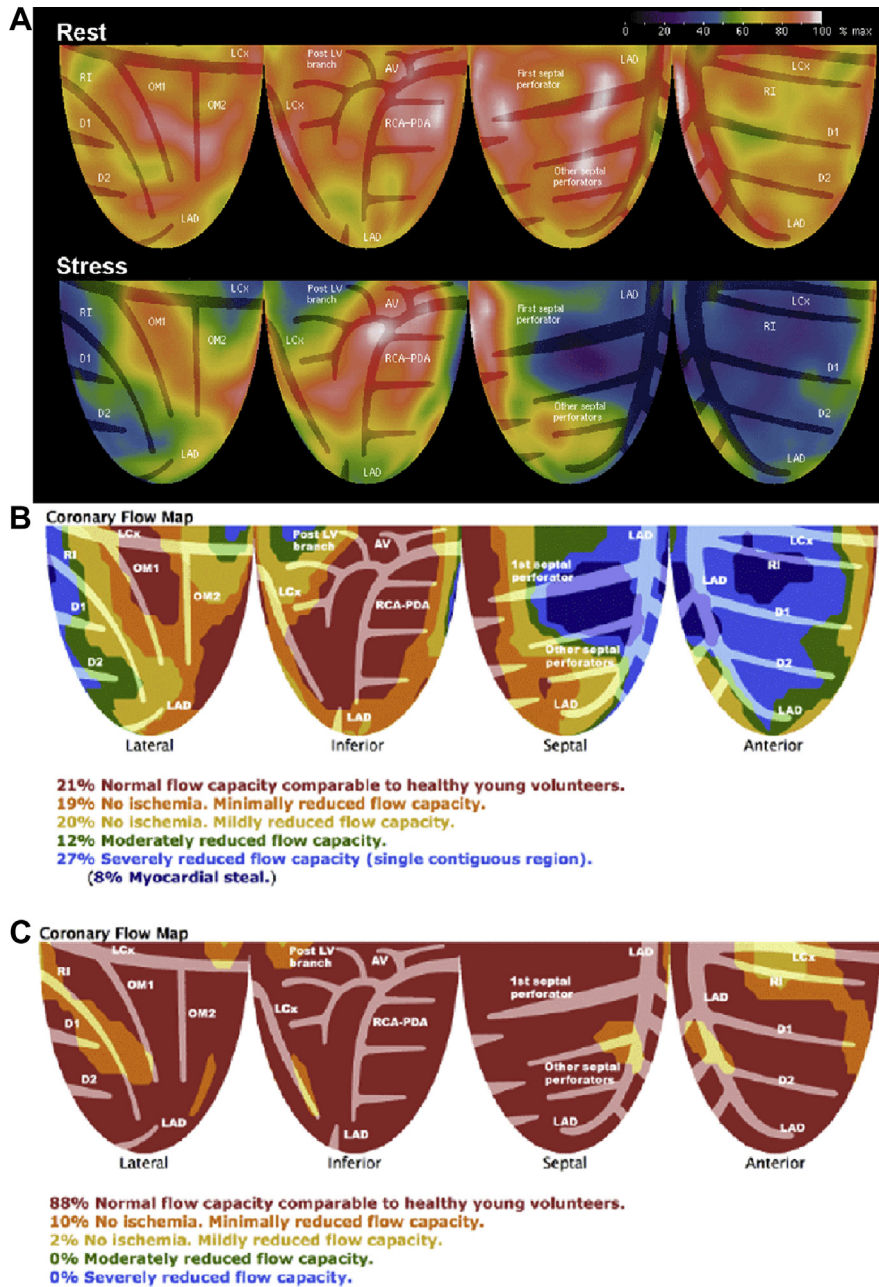 A
Rest
0 20 40 60 80 100 % max
RI
D1
D2
OM1
LCx
OM2
LAD
Post LV
branch
AV
LCx
RCA-PDA
LAD
First septal
perforator
LAD
Other septal
perforators
LCx
RI
D1
D2
LAD
Stress
LCx
OM1
OM2
D1
D2
LAD
Post LV
branch
AV
LCx
RCA-PDA
LAD
First septal
perforator
LAD
Other septal
perforators
LCx
RI
D1
D2
LAD
B
Coronary Flow Map
LCx
RI
OM1
D1
OM2
D2
LAD
Post LV
branch
AV
LCx
RCA-PDA
LAD
LAD
1st septal
perforator
Other septal
perforators
LAD
LCx
RI
LAD
D1
D2
LAD
Lateral
Inferior
Septal
Anterior
21% Normal flow capacity comparable to healthy young volunteers.
19% No ischemia. Minimally reduced flow capacity.
20% No ischemia. Mildly reduced flow capacity.
12% Moderately reduced flow capacity.
27% Severely reduced flow capacity (single contiguous region).
(8% Myocardial steal.)
C
Coronary Flow Map
LCx
RI
OM1
D1
OM2
D2
LAD
Post LV
branch
AV
LCx
RCA-PDA
LAD
LAD
1st septal
perforator
Other septal
perforators
LAD
LCx
RI
LAD
D1
D2
LAD
Lateral
Inferior
Septal
Anterior
88% Normal flow capacity comparable to healthy young volunteers.
10% No ischemia. Minimally reduced flow capacity.
2% No ischemia. Mildly reduced flow capacity.
0% Moderately reduced flow capacity.
0% Severely reduced flow capacity.